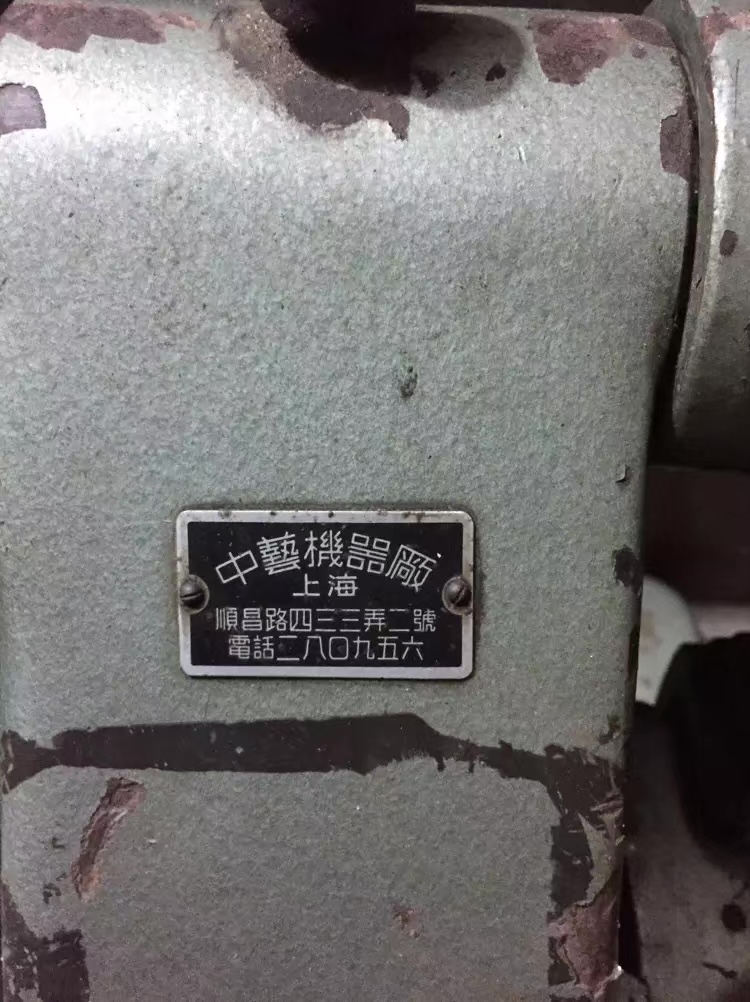 中藝機器廠
上海
順昌路四三三弄二號
電話二八〇九五六